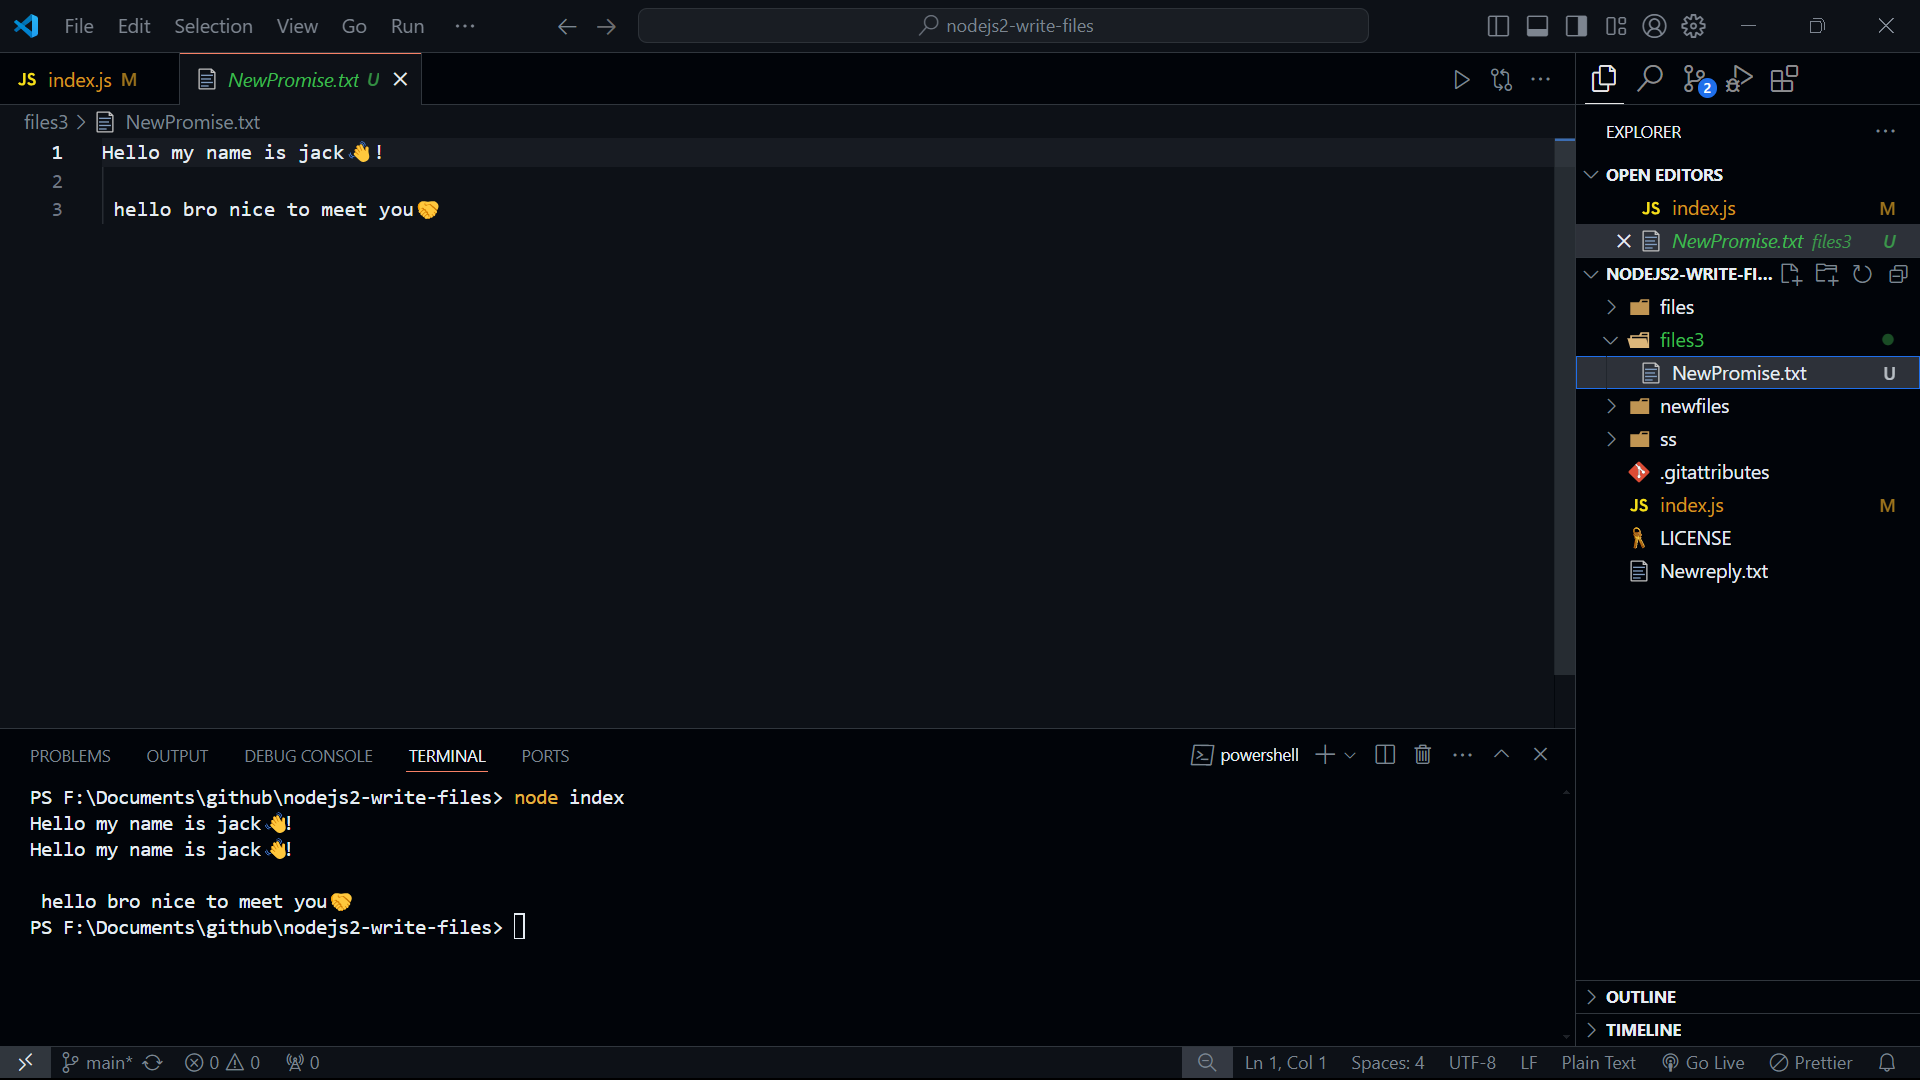 File Edit Selection View Go Run ··· nodejs2-write-files
JS index.js M NewPromise.txt U
files3 > NewPromise.txt
1 Hello my name is jack👋!
2
3 hello bro nice to meet you🤝
2
EXPLORER
OPEN EDITORS
JS index.js M
NewPromise.txt files3 U
NODEJS2-WRITE-FI...
files
files3
NewPromise.txt U
newfiles
ss
.gitattributes
JS index.js M
LICENSE
Newreply.txt
OUTLINE
TIMELINE
PROBLEMS OUTPUT DEBUG CONSOLE TERMINAL PORTS powershell
PS F:\Documents\github\nodejs2-write-files> node index
Hello my name is jack👋!
Hello my name is jack👋!
hello bro nice to meet you🤝
PS F:\Documents\github\nodejs2-write-files>
main* 0 0 0 Ln 1, Col 1 Spaces: 4 UTF-8 LF Plain Text Go Live Prettier